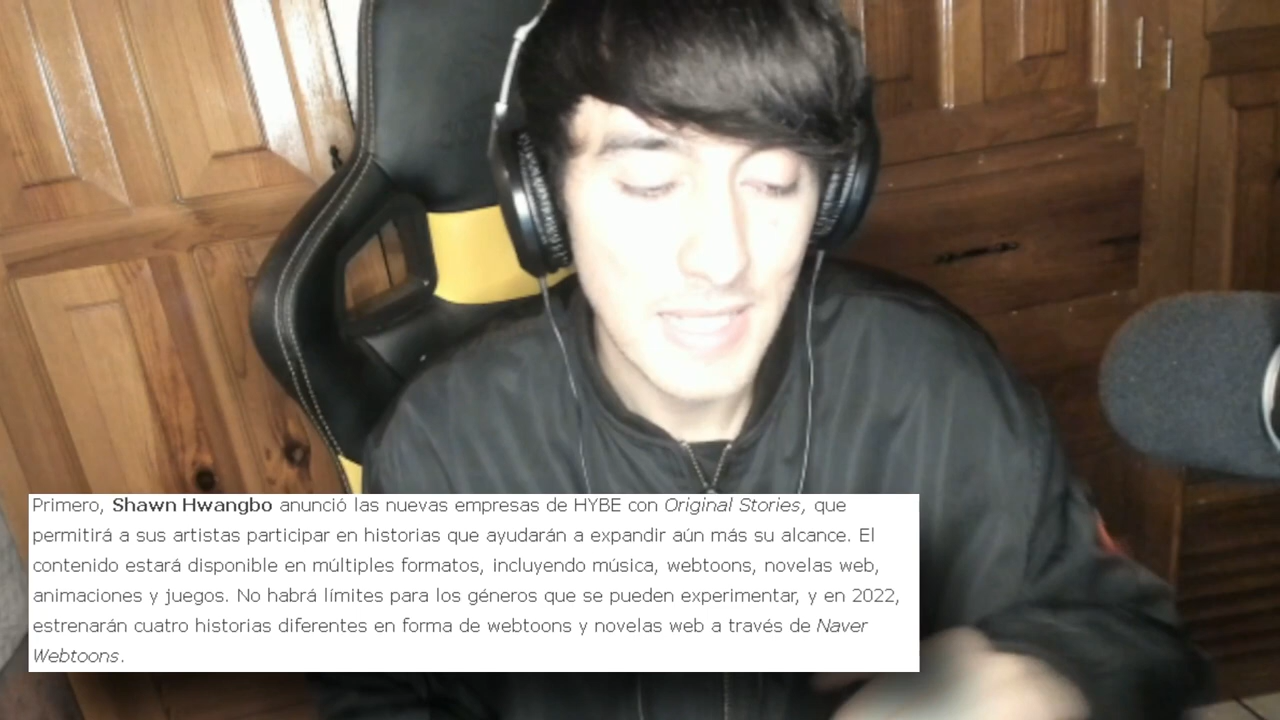 Primero, Shawn Hwangbo anunció las nuevas empresas de HYBE con Original Stories, que
permitirá a sus artistas participar en historias que ayudarán a expandir aún más su alcance. El
contenido estará disponible en múltiples formatos, incluyendo música, webtoons, novelas web,
animaciones y juegos. No habrá límites para los géneros que se pueden experimentar, y en 2022,
estrenarán cuatro historias diferentes en forma de webtoons y novelas web a través de Naver
Webtoons.